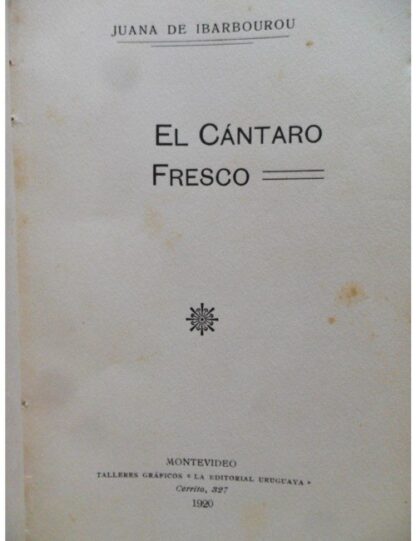 JUANA DE IBARBOUROU
EL CÁNTARO
FRESCO
MONTEVIDEO
TALLERES GRÁFICOS "LA EDITORIAL URUGUAYA"
Cerrito, 327
1920